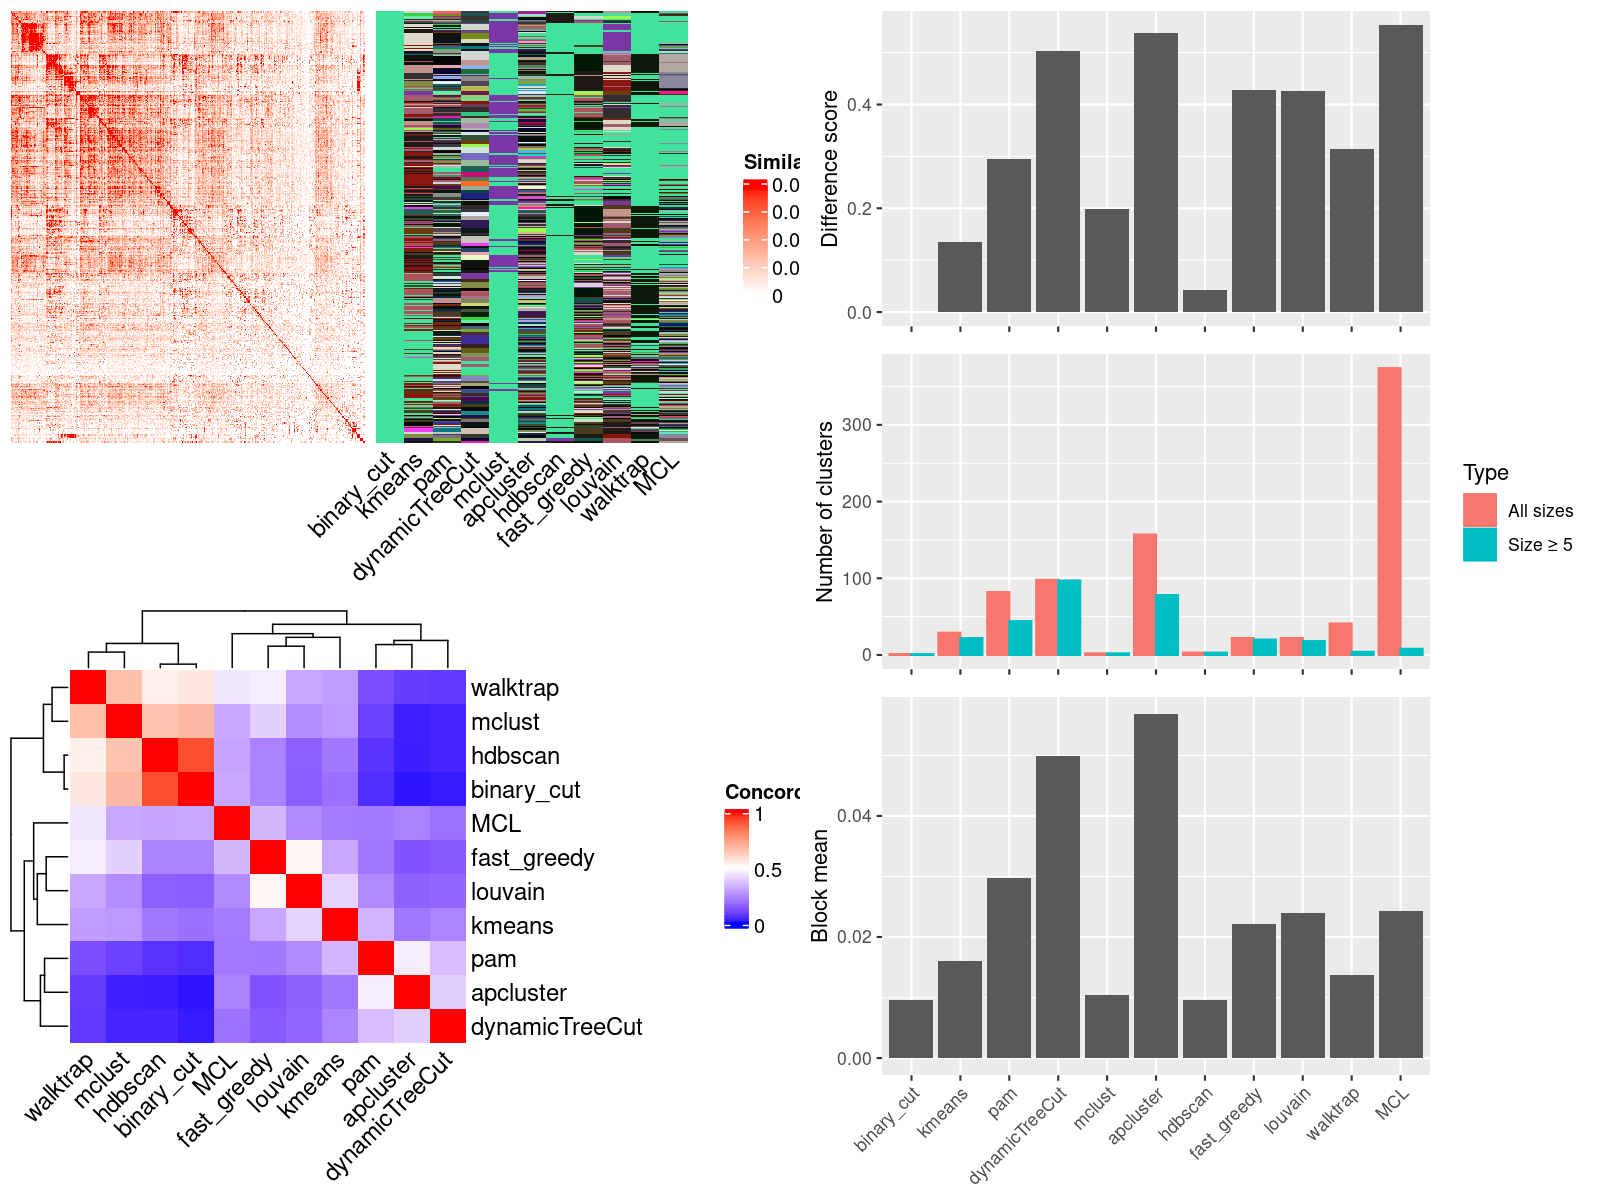 Simila
0.0
0.0
0.0
0.0
0
binary_cut
kmeans
pam
dynamicTreeCut
mclust
apcluster
hdbscan
fast_greedy
louvain
walktrap
MCL
walktrap
mclust
hdbscan
binary_cut
MCL
fast_greedy
louvain
kmeans
pam
apcluster
dynamicTreeCut
walktrap
mclust
hdbscan
binary_cut
MCL
fast_greedy
louvain
kmeans
pam
apcluster
dynamicTreeCut
Concord
1
0.5
0
Difference score
0.4
0.2
0.0
Number of clusters
300
200
100
0
Type
All sizes
Size ≥ 5
Block mean
0.04
0.02
0.00
binary_cut
kmeans
pam
dynamicTreeCut
mclust
apcluster
hdbscan
fast_greedy
louvain
walktrap
MCL